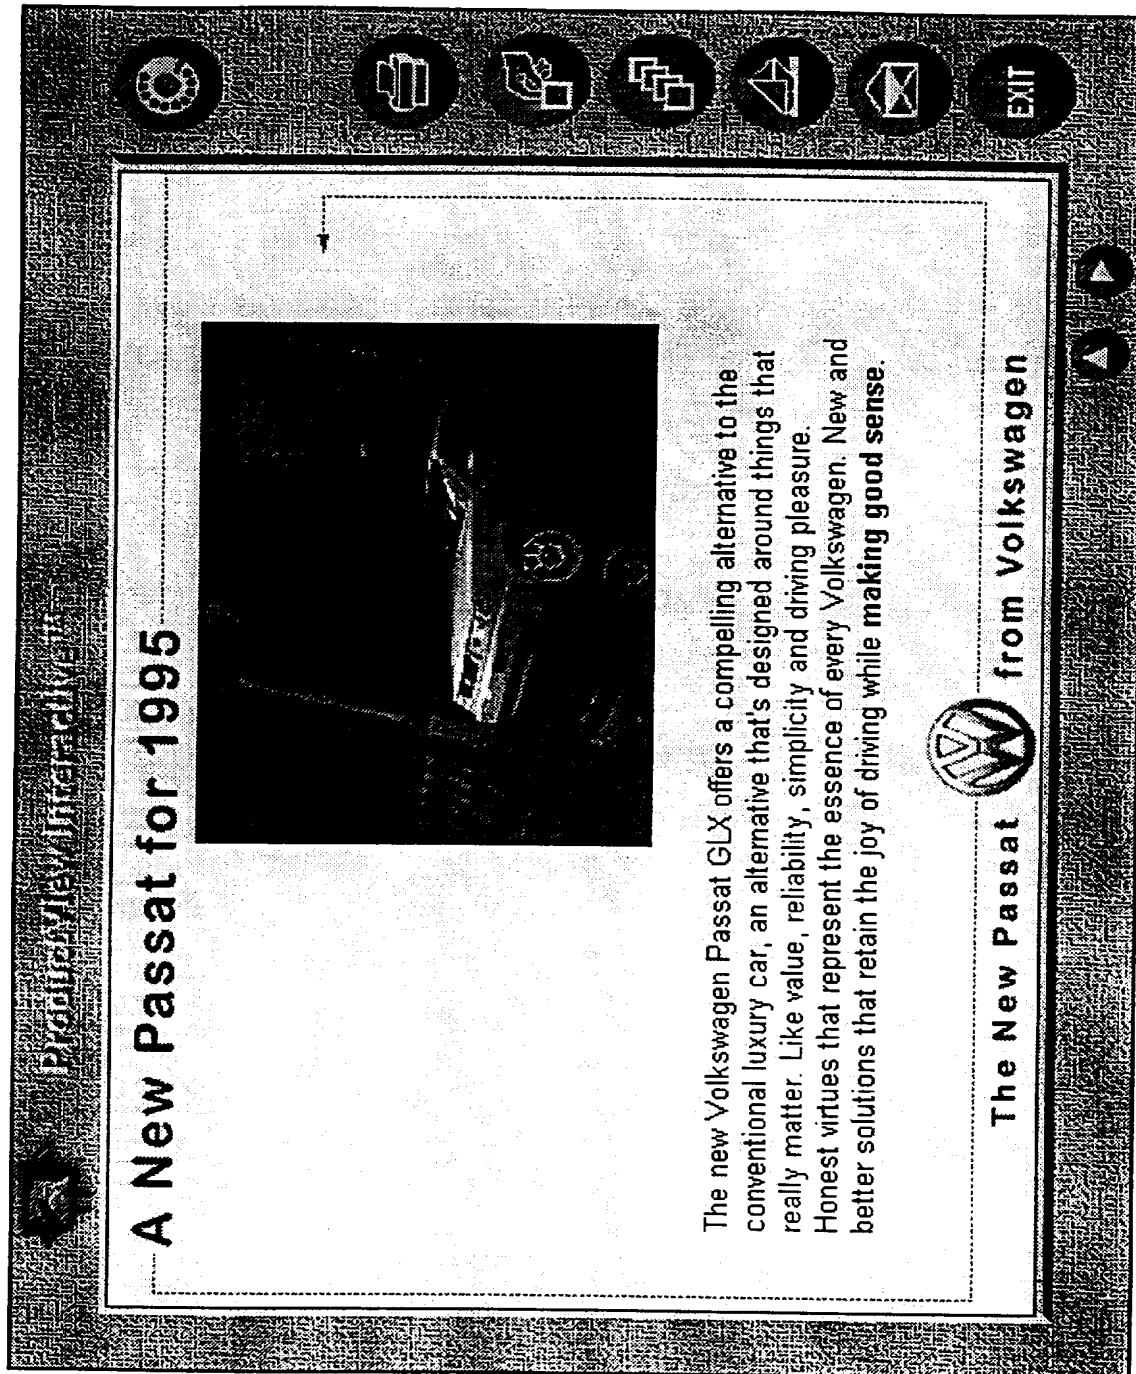 ProductView Interactive
A New Passat for 1995
The new Volkswagen Passat GLX offers a compelling alternative to the
conventional luxury car, an alternative that's designed around things that
really matter. Like value, reliability, simplicity and driving pleasure.
Honest virtues that represent the essence of every Volkswagen. New and
better solutions that retain the joy of driving while making good sense.
The New Passat from Volkswagen
EXIT